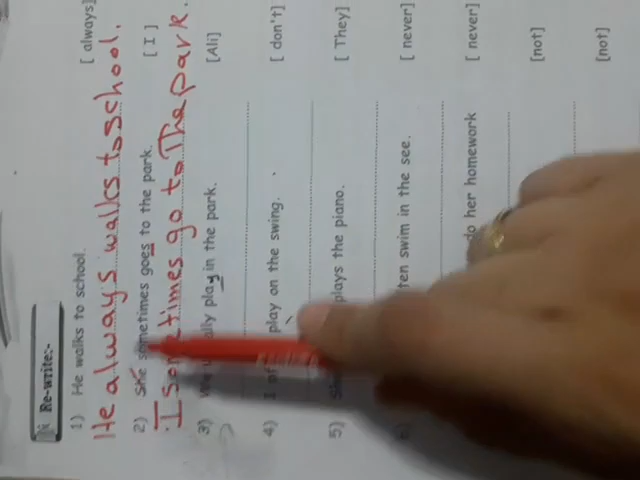 Re-write:-
1) He walks to school. [ always]
He always walks to school.
2) She sometimes goes to the park. [ I ]
I sometimes go to The park.
3) play in the park. [Ali]
4) I play on the swing. [ don't]
5) plays the piano. [ They]
swim in the see. [ never]
do her homework [ never]
[not]
[not]